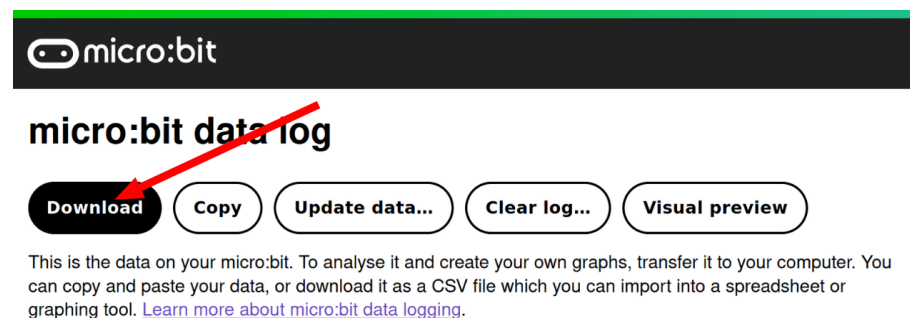 micro:bit
micro:bit data log
Download
Copy
Update data...
Clear log...
Visual preview
This is the data on your micro:bit. To analyse it and create your own graphs, transfer it to your computer. You
can copy and paste your data, or download it as a CSV file which you can import into a spreadsheet or
graphing tool. Learn more about micro:bit data logging.